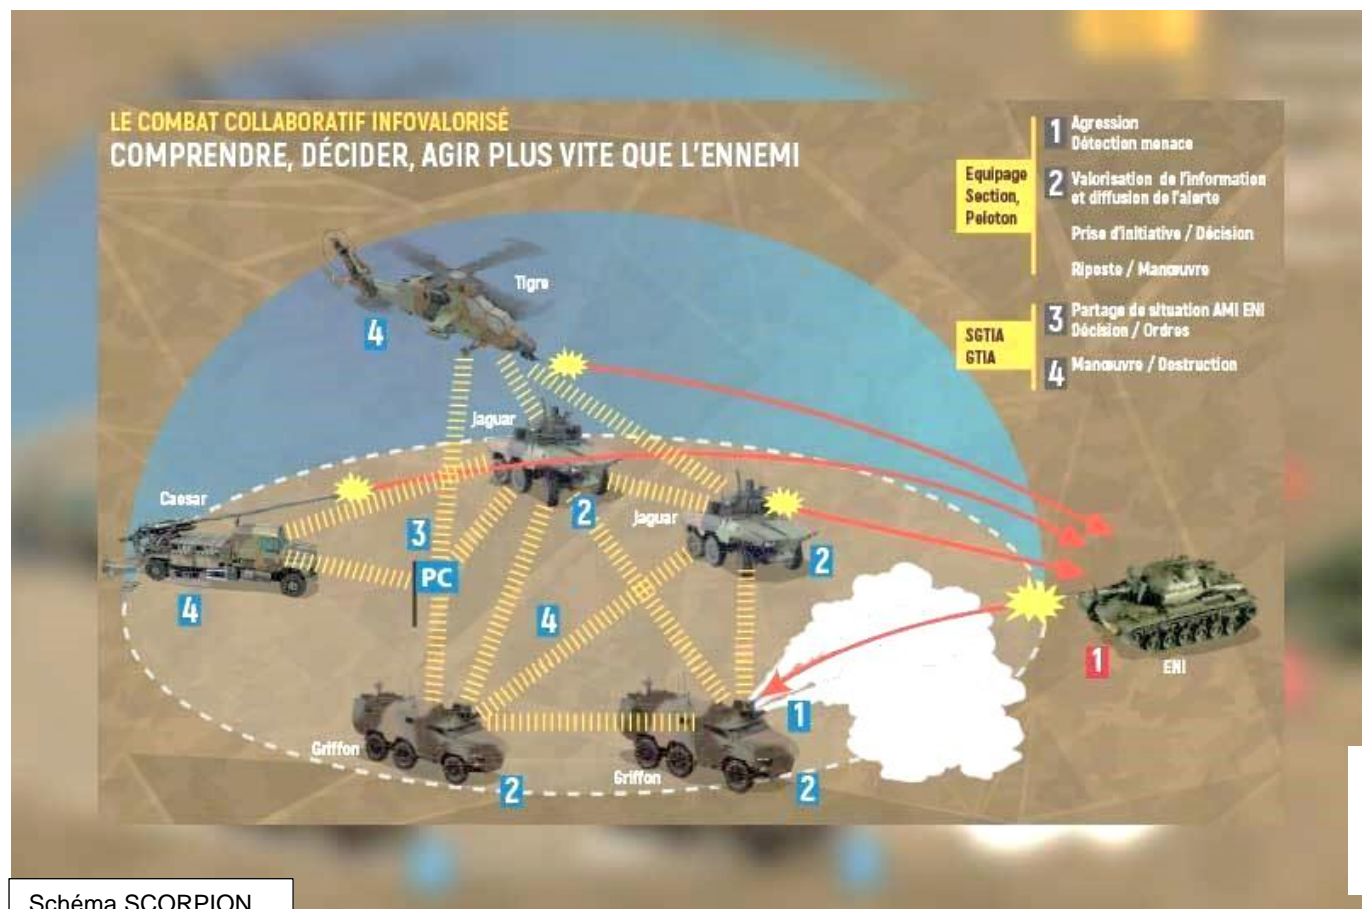 LE COMBAT COLLABORATIF INFOVALORISÉ
COMPRENDRE, DÉCIDER, AGIR PLUS VITE QUE L'ENNEMI
Equipage
Section,
Peloton
1 Agression
Détection menace
2 Valorisation de l'information
et diffusion de l'alerte
Prise d'initiative / Décision
Riposte / Manœuvre
SGTIA
GTIA
3 Partage de situation AMI ENI
Décision / Ordres
4 Manœuvre / Destruction
Tigre
4
Jaguar
Caesar
2
Jaguar
3
2
PC
4
4
1
ENI
1
Griffon
2
Griffon
2
Schéma SCORPION